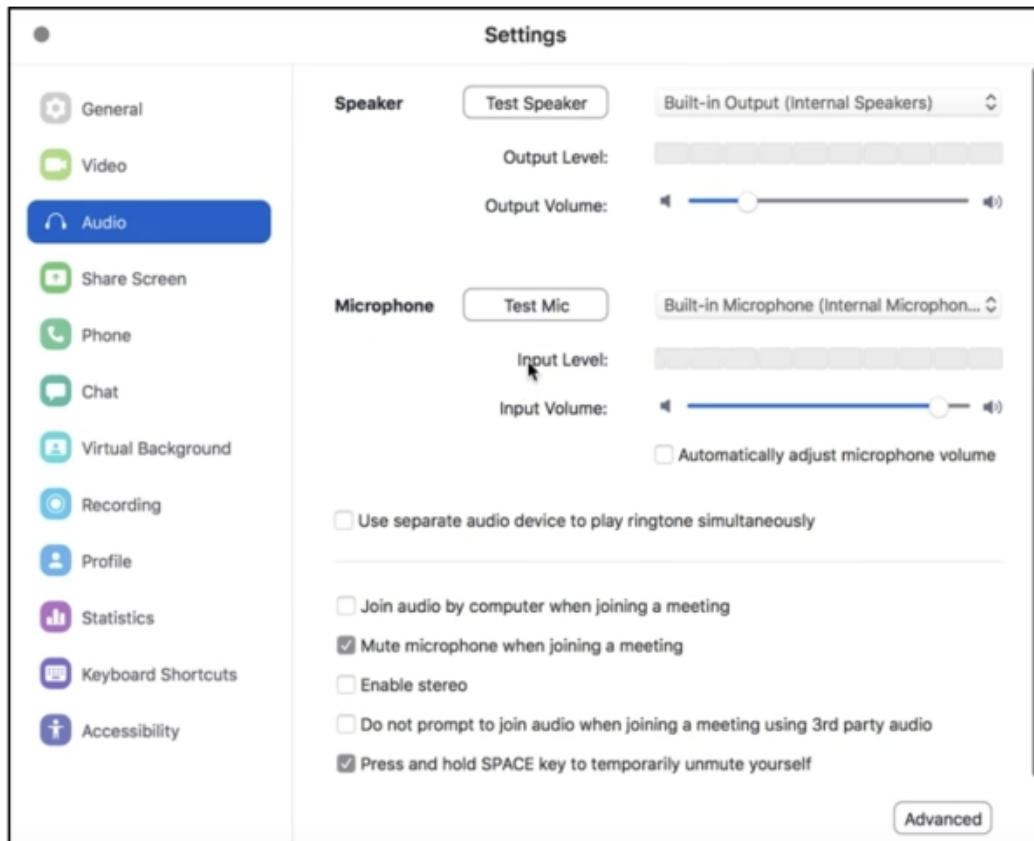 Settings
General
Video
Audio
Share Screen
Phone
Chat
Virtual Background
Recording
Profile
Statistics
Keyboard Shortcuts
Accessibility
Speaker
Test Speaker
Built-in Output (Internal Speakers)
Output Level:
Output Volume:
Microphone
Test Mic
Built-in Microphone (Internal Microphon...
Input Level:
Input Volume:
Automatically adjust microphone volume
Use separate audio device to play ringtone simultaneously
Join audio by computer when joining a meeting
Mute microphone when joining a meeting
Enable stereo
Do not prompt to join audio when joining a meeting using 3rd party audio
Press and hold SPACE key to temporarily unmute yourself
Advanced